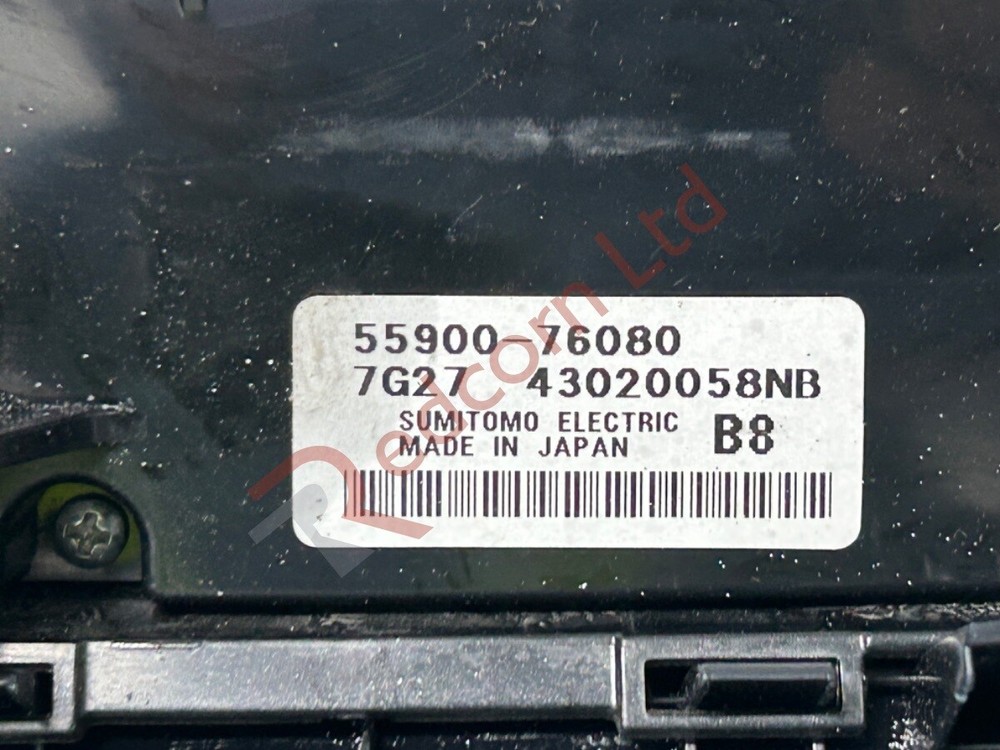 55900-76080
7G27 43020058NB
SUMITOMO ELECTRIC
MADE IN JAPAN
B8
Redcorn Ltd